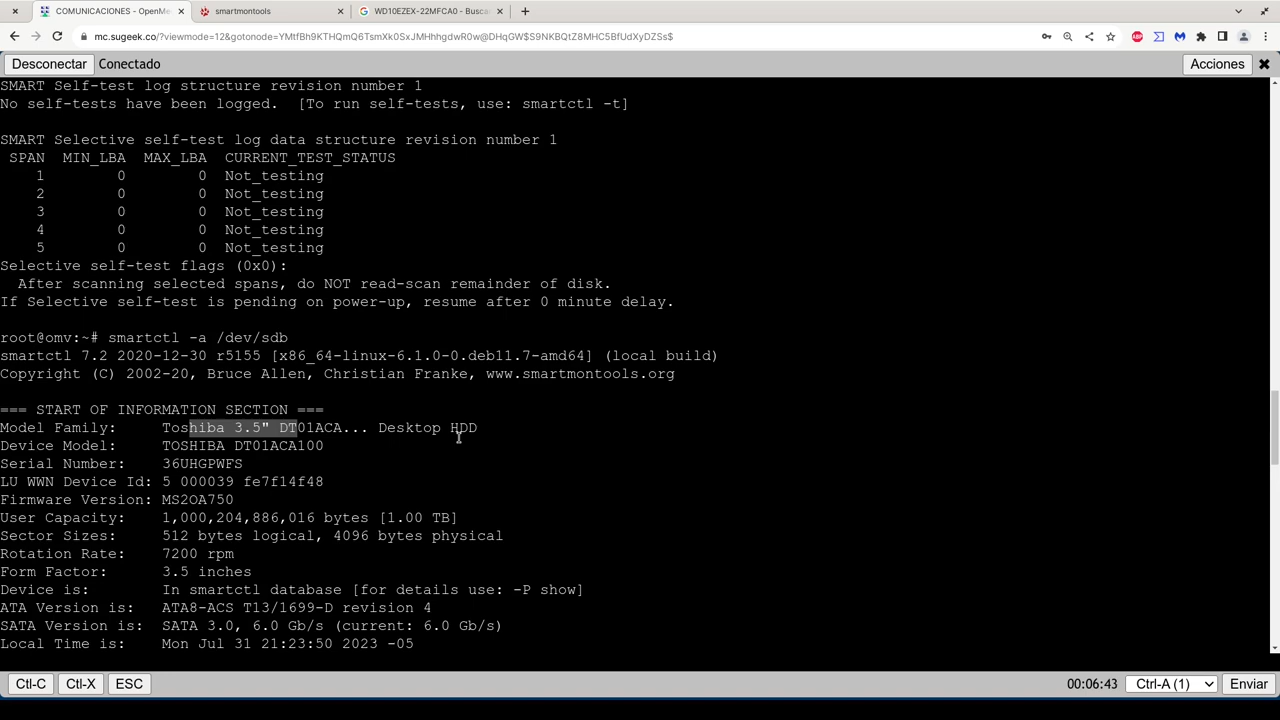 COMUNICACIONES - OpenMe
smartmontools
WD10EZEX-22MFCA0 - Busca
mc.sugeek.co/?viewmode=12&gotonode=YMtfBh9KTHQmQ6TsmXk0SxJMHhhgdwR0w@DHqGW$S9NKBQtZ8MHC5BfUdXyDZSs$
Desconectar Conectado Acciones
SMART Self-test log structure revision number 1
No self-tests have been logged.  [To run self-tests, use: smartctl -t]
SMART Selective self-test log data structure revision number 1
SPAN  MIN_LBA  MAX_LBA  CURRENT_TEST_STATUS
1        0        0  Not_testing
2        0        0  Not_testing
3        0        0  Not_testing
4        0        0  Not_testing
5        0        0  Not_testing
Selective self-test flags (0x0):
After scanning selected spans, do NOT read-scan remainder of disk.
If Selective self-test is pending on power-up, resume after 0 minute delay.
root@omv:~# smartctl -a /dev/sdb
smartctl 7.2 2020-12-30 r5155 [x86_64-linux-6.1.0-0.deb11.7-amd64] (local build)
Copyright (C) 2002-20, Bruce Allen, Christian Franke, www.smartmontools.org
=== START OF INFORMATION SECTION ===
Model Family:     Toshiba 3.5" DT01ACA... Desktop HDD
Device Model:     TOSHIBA DT01ACA100
Serial Number:    36UHGPWFS
LU WWN Device Id: 5 000039 fe7f14f48
Firmware Version: MS2OA750
User Capacity:    1,000,204,886,016 bytes [1.00 TB]
Sector Sizes:     512 bytes logical, 4096 bytes physical
Rotation Rate:    7200 rpm
Form Factor:      3.5 inches
Device is:        In smartctl database [for details use: -P show]
ATA Version is:   ATA8-ACS T13/1699-D revision 4
SATA Version is:  SATA 3.0, 6.0 Gb/s (current: 6.0 Gb/s)
Local Time is:    Mon Jul 31 21:23:50 2023 -05
Ctl-C Ctl-X ESC 00:06:43 Ctrl-A (1) Enviar